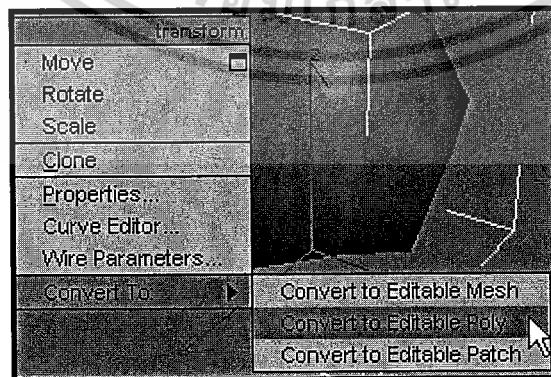 transform
Move
Rotate
Scale
Clone
Properties...
Curve Editor...
Wire Parameters...
Convert To:
Convert to Editable Mesh
Convert to Editable Poly
Convert to Editable Patch